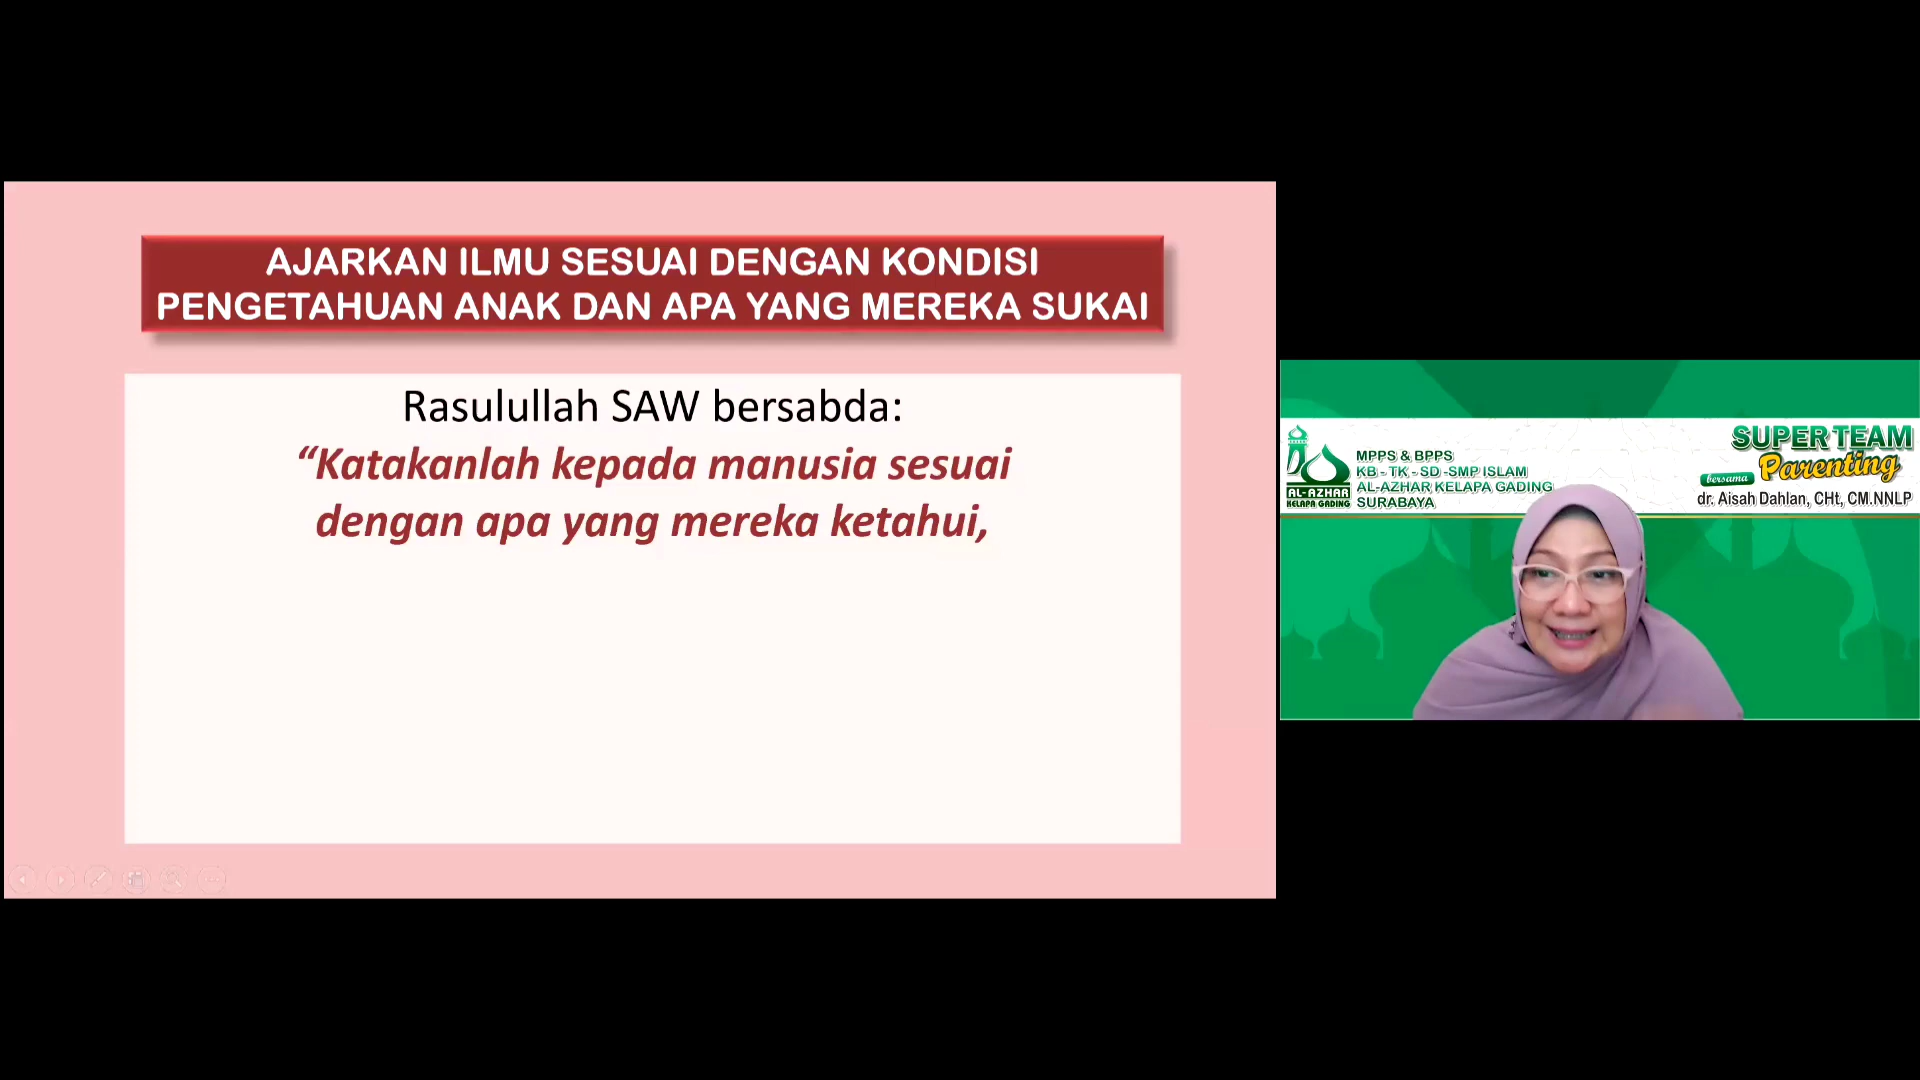 AJARKAN ILMU SESUAI DENGAN KONDISI
PENGETAHUAN ANAK DAN APA YANG MEREKA SUKAI
Rasulullah SAW bersabda:
“Katakanlah kepada manusia sesuai
dengan apa yang mereka ketahui,
AL-AZHAR
KELAPA GADING
MPPS & BPPS
KB - TK - SD -SMP ISLAM
AL-AZHAR KELAPA GADING
SURABAYA
SUPER TEAM
bersama Parenting
dr. Aisah Dahlan, CHt, CM.NNLP